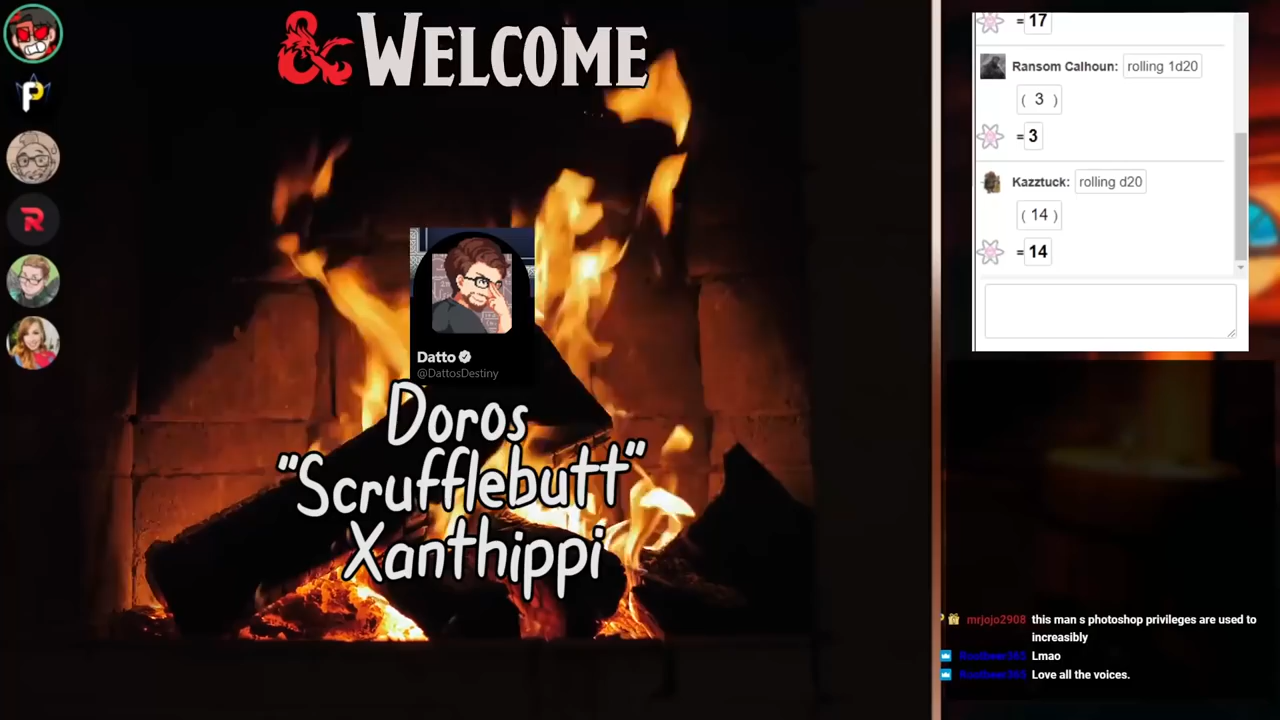 & WELCOME
Datto
@DattosDestiny
Doros
"Scrufflebutt"
Xanthippi
P
R
=17
Ransom Calhoun: rolling 1d20
( 3 )
=3
Kazztuck: rolling d20
( 14 )
=14
mrjojo2908 this man s photoshop privileges are used to
increasibly
Lmao
Love all the voices.